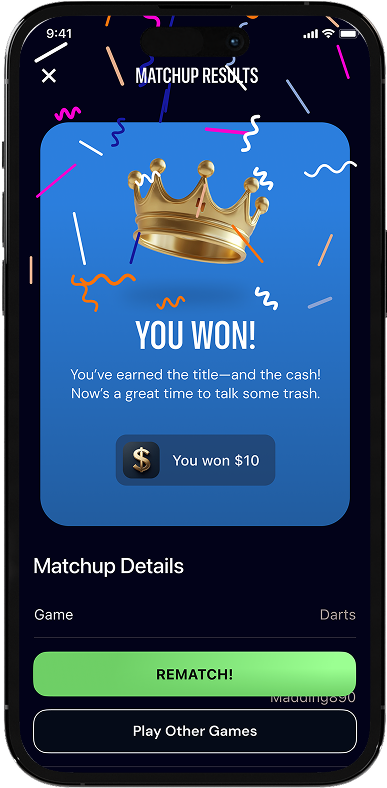 9:41
MATCHUP RESULTS
YOU WON!
You've earned the title—and the cash!
Now's a great time to talk some trash.
$ You won $10
Matchup Details
Game Darts
REMATCH!
Madding890
Play Other Games